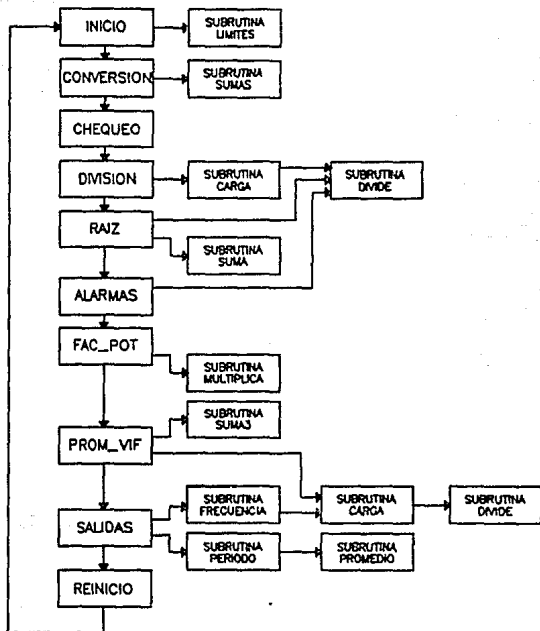 INICIO
SUBRUTINA
LIMITES
CONVERSION
SUBRUTINA
SUMAS
CHEQUEO
DIVISION
SUBRUTINA
CARGA
SUBRUTINA
DIVIDE
RAIZ
SUBRUTINA
SUMA
ALARMAS
FAC_POT
SUBRUTINA
MULTIPLICA
SUBRUTINA
SUMA3
PROM_VIF
SUBRUTINA
FRECUENCIA
SUBRUTINA
CARGA
SUBRUTINA
DIVIDE
SALIDAS
SUBRUTINA
PERIODO
SUBRUTINA
PROMEDIO
REINICIO